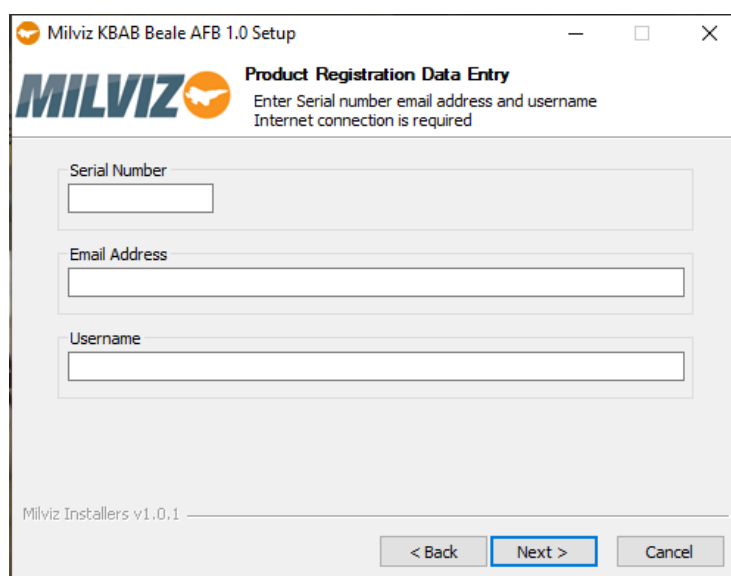 Milviz KBAB Beale AFB 1.0 Setup
MILVIZ
Product Registration Data Entry
Enter Serial number email address and username
Internet connection is required
Serial Number
Email Address
Username
Milviz Installers v1.0.1
< Back
Next >
Cancel